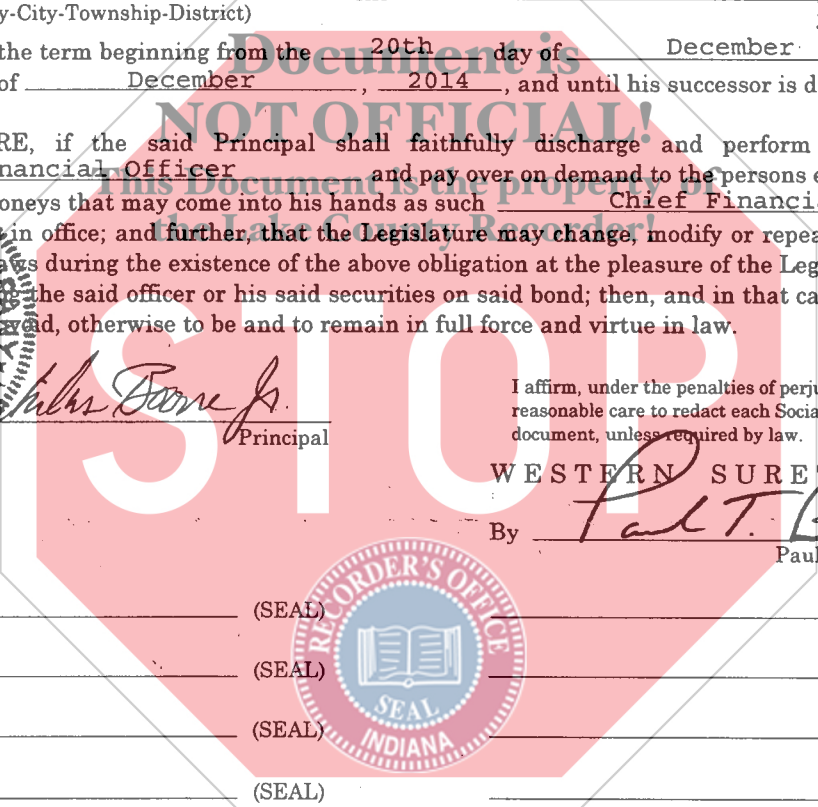 y-City-Township-District)
the term beginning from the 20th day of December
of December, 2014, and until his successor is d
RE, if the said Principal shall faithfully discharge and perform
nancial Officer and pay over on demand to the persons e
oneys that may come into his hands as such Chief Financi
in office; and further, that the Legislature may change, modify or repea
ws during the existence of the above obligation at the pleasure of the Leg
the said officer or his said securities on said bond; then, and in that ca
void, otherwise to be and to remain in full force and virtue in law.
Document is
NOT OFFICIAL!
This Document is the property of
the Lake County Recorder!
STOP
Boone Jr.
Principal
I affirm, under the penalties of perju
reasonable care to redact each Socia
document, unless required by law.
WESTERN SURET
By Paul T. B
Paul
(SEAL)
(SEAL)
(SEAL)
(SEAL)
RECORDER'S OFFICE
SEAL
INDIANA